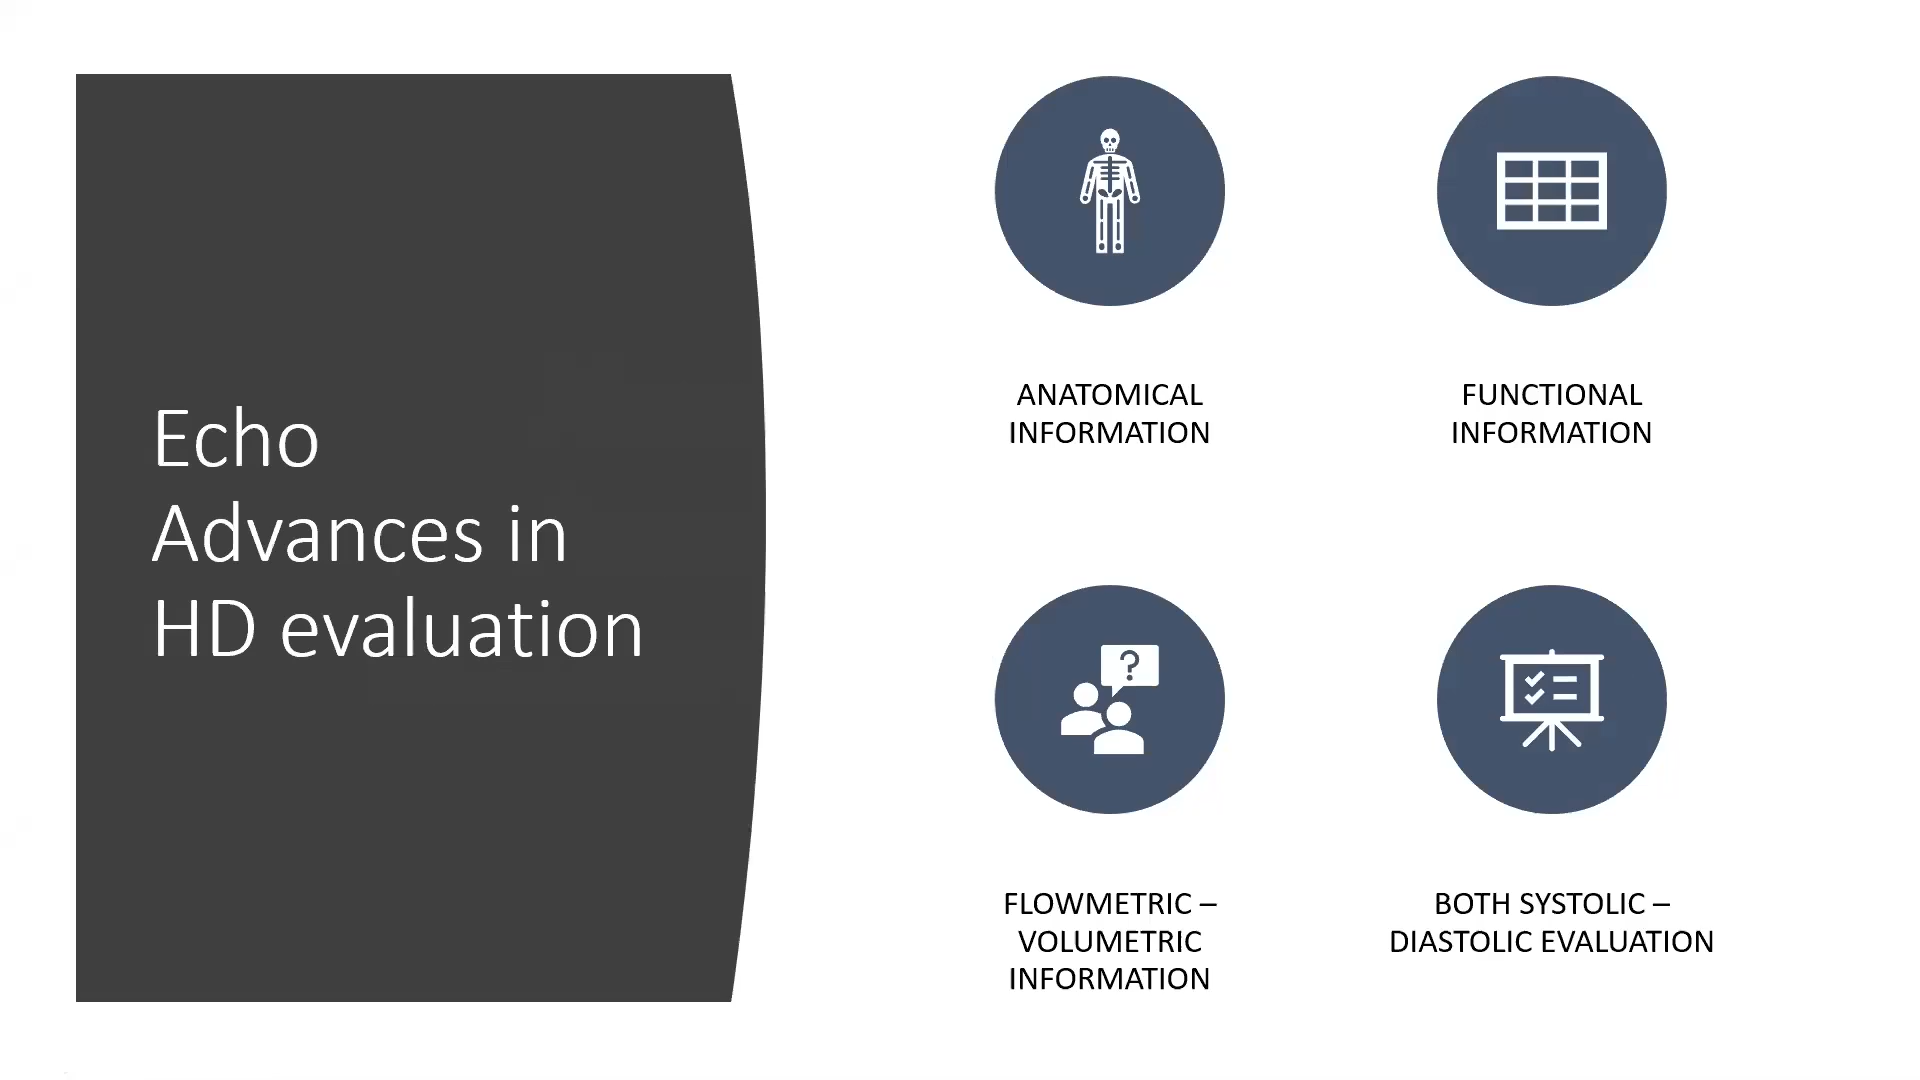 Echo
Advances in
HD evaluation
ANATOMICAL
INFORMATION
FUNCTIONAL
INFORMATION
?
FLOWMETRIC –
VOLUMETRIC
INFORMATION
BOTH SYSTOLIC –
DIASTOLIC EVALUATION